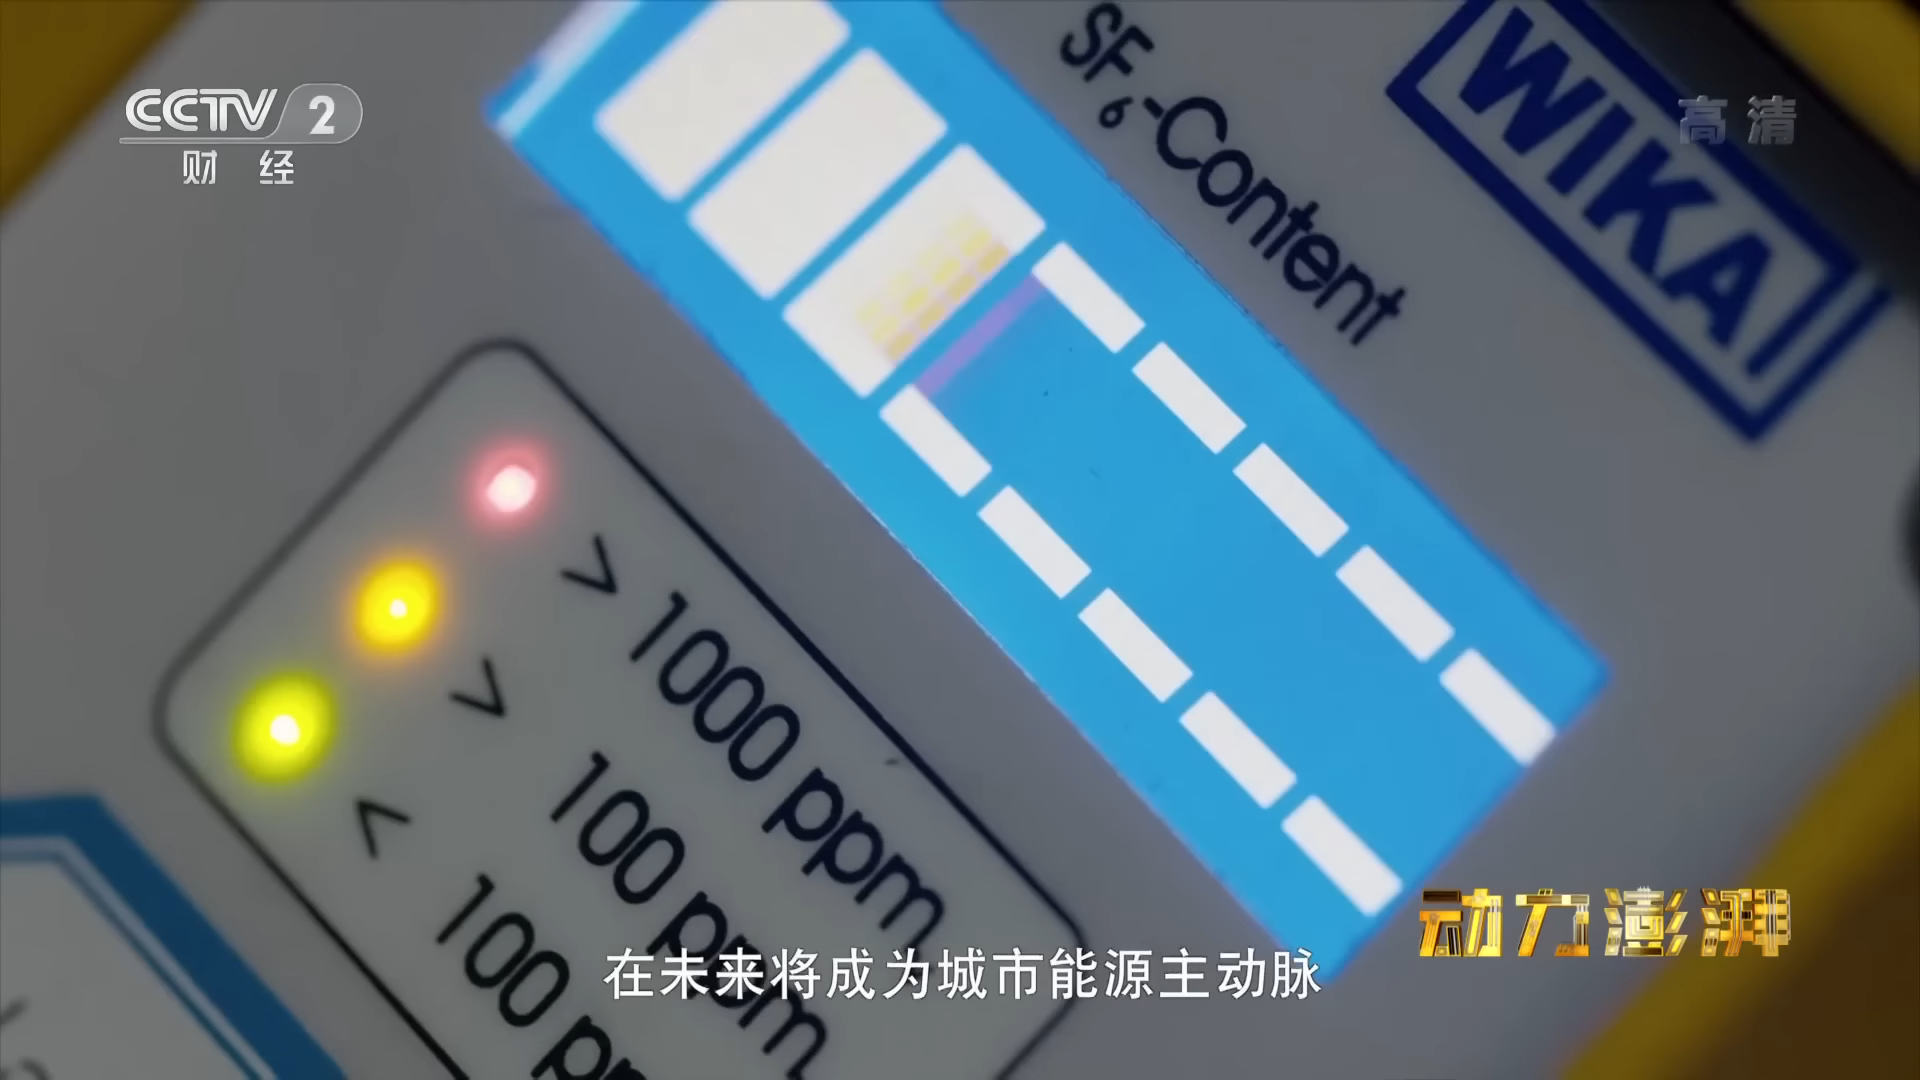 CCTV 2
财 经
高 清
WIKA
SF₆-Content
> 1000 ppm
> 100 ppm
< 100 pp
动力澎湃
在未来将成为城市能源主动脉